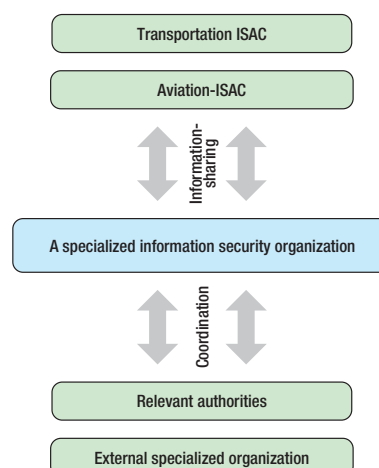 Transportation ISAC
Aviation-ISAC
Information-
sharing
A specialized information security organization
Coordination
Relevant authorities
External specialized organization